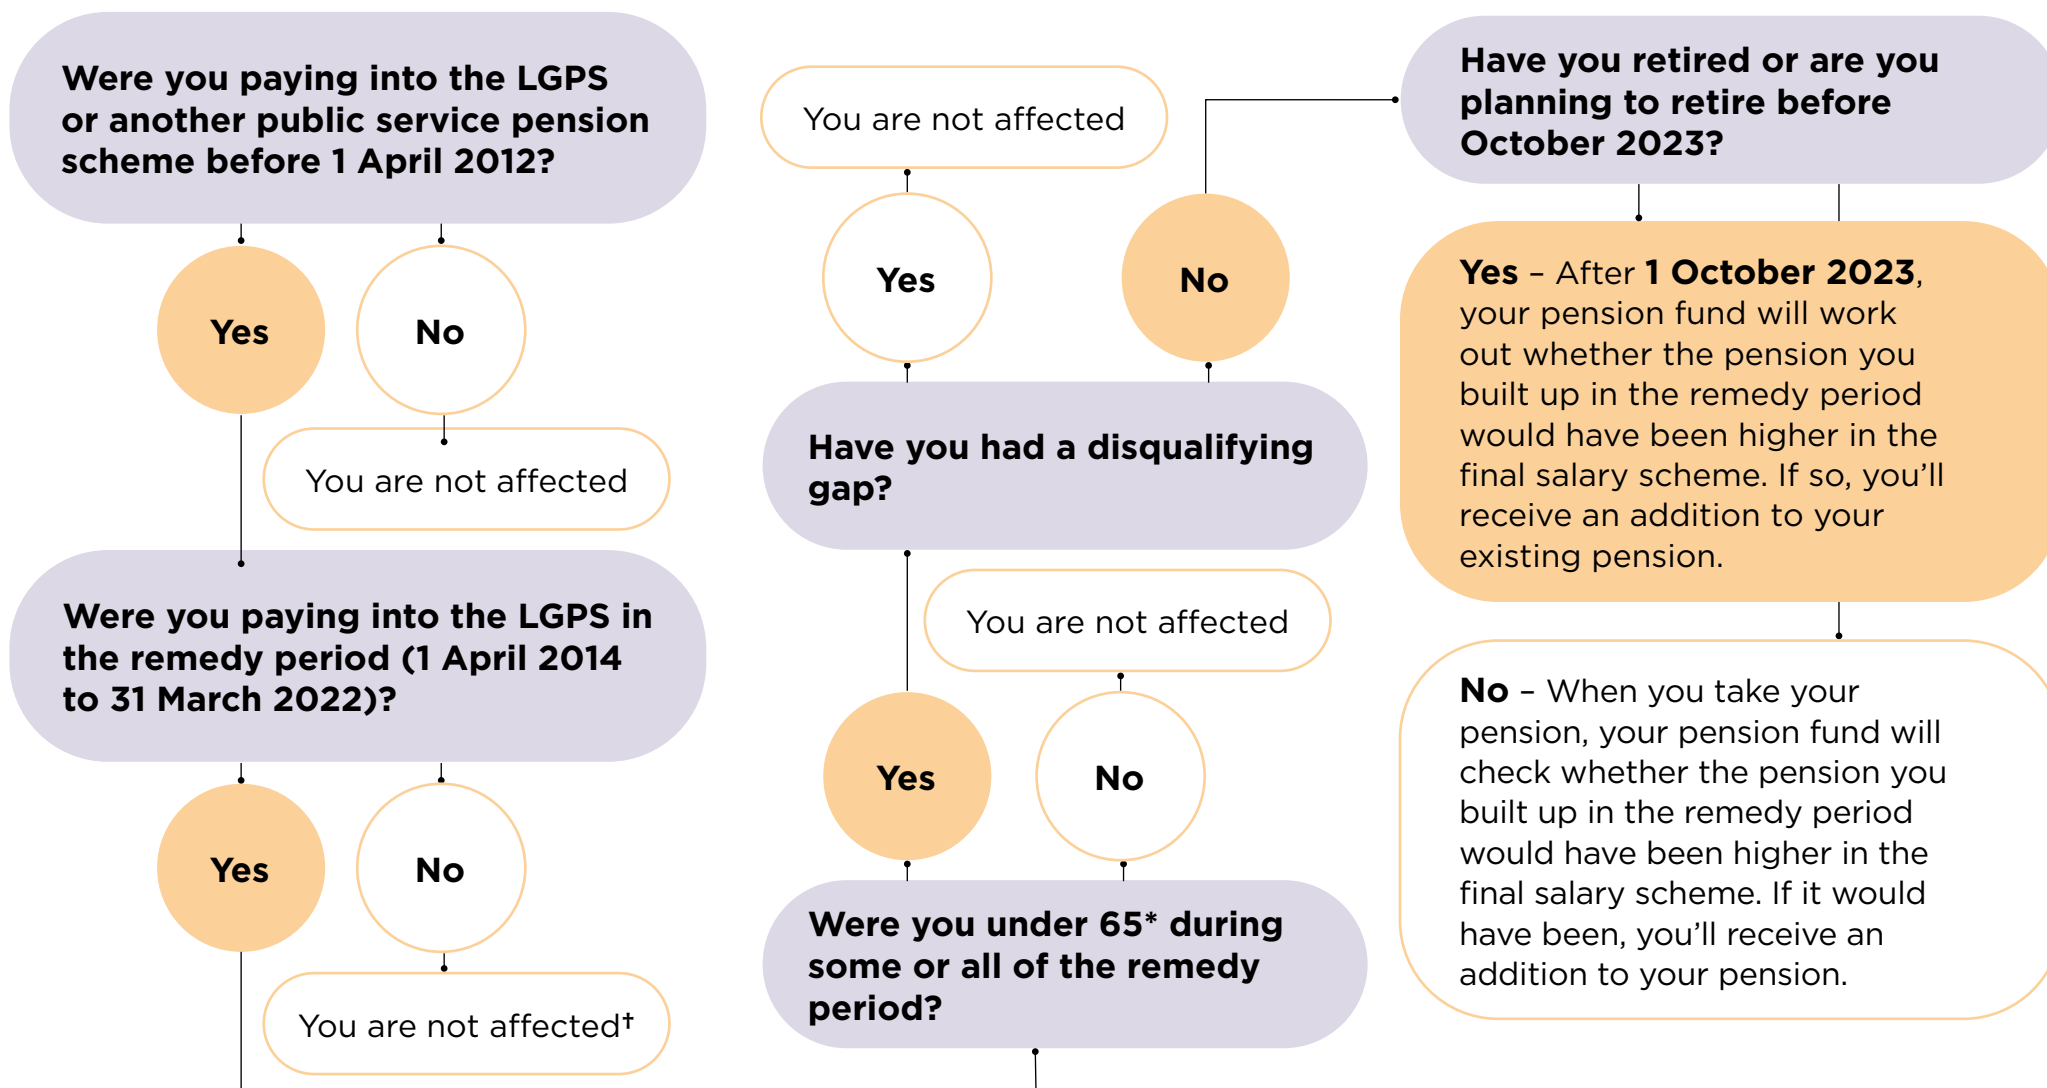 Were you paying into the LGPS
or another public service pension
scheme before 1 April 2012?
Yes
No
You are not affected
Were you paying into the LGPS in
the remedy period (1 April 2014
to 31 March 2022)?
Yes
No
You are not affected†
You are not affected
Yes
No
Have you had a disqualifying
gap?
You are not affected
Yes
No
Were you under 65* during
some or all of the remedy
period?
Have you retired or are you
planning to retire before
October 2023?
Yes – After 1 October 2023,
your pension fund will work
out whether the pension you
built up in the remedy period
would have been higher in the
final salary scheme. If so, you’ll
receive an addition to your
existing pension.
No – When you take your
pension, your pension fund will
check whether the pension you
built up in the remedy period
would have been higher in the
final salary scheme. If it would
have been, you’ll receive an
addition to your pension.